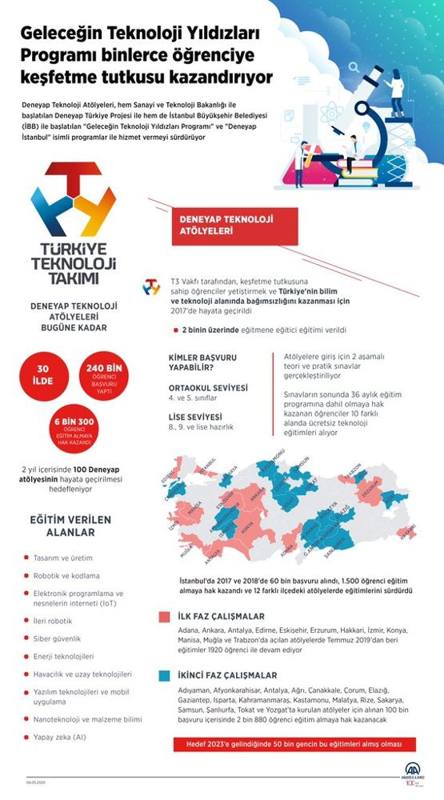 Geleceğin Teknoloji Yıldızları
Programı binlerce öğrenciye
keşfetme tutkusu kazandırıyor
Deneyap Teknoloji Atölyeleri, hem Sanayi ve Teknoloji Bakanlığı ile
başlatılan Deneyap Türkiye Projesi ile hem de İstanbul Büyükşehir Belediyesi
(İBB) ile başlatılan "Geleceğin Teknoloji Yıldızları Programı" ve "Deneyap
İstanbul" isimli programlar ile hizmet vermeyi sürdürüyor
TÜRKİYE
TEKNOLOJİ
TAKIMI
DENEYAP TEKNOLOJİ
ATÖLYELERİ
BUGÜNE KADAR
30
İLDE
240 BİN
ÖĞRENCİ
BAŞVURU
YAPTI
6 BİN 300
ÖĞRENCİ
EĞİTİM ALMAYA
HAK KAZANDI
2 yıl içerisinde 100 Deneyap
atölyesinin hayata geçirilmesi
hedefleniyor
EĞİTİM VERİLEN
ALANLAR
Tasarım ve üretim
Robotik ve kodlama
Elektronik programlama ve
nesnelerin interneti (IoT)
İleri robotik
Siber güvenlik
Enerji teknolojileri
Havacılık ve uzay teknolojileri
Yazılım teknolojileri ve mobil
uygulama
Nanoteknoloji ve malzeme bilimi
Yapay zeka (AI)
DENEYAP TEKNOLOJİ
ATÖLYELERİ
T3 Vakfı tarafından, keşfetme tutkusuna
sahip öğrenciler yetiştirmek ve Türkiye'nin bilim
ve teknoloji alanında bağımsızlığını kazanması için
2017'de hayata geçirildi
2 binin üzerinde eğitmene eğitici eğitimi verildi
KİMLER BAŞVURU
YAPABİLİR?
ORTAOKUL SEVİYESİ
4. ve 5. sınıflar
LİSE SEVİYESİ
8., 9. ve lise hazırlık
Atölyelere giriş için 2 aşamalı
teori ve pratik sınavlar
gerçekleştiriliyor
Sınavların sonunda 36 aylık eğitim
programına dahil olmaya hak
kazanan öğrenciler 10 farklı
alanda ücretsiz teknoloji
eğitimleri alıyor
İstanbul'da 2017 ve 2018'de 60 bin başvuru alındı, 1.500 öğrenci eğitim
almaya hak kazandı ve 12 farklı ilçedeki atölyelerde eğitimlerini sürdürdü
İLK FAZ ÇALIŞMALAR
Adana, Ankara, Antalya, Edirne, Eskişehir, Erzurum, Hakkari, İzmir, Konya,
Manisa, Muğla ve Trabzon'da açılan atölyelerde Temmuz 2019'dan beri
eğitimler 1920 öğrenci ile devam ediyor
İKİNCİ FAZ ÇALIŞMALAR
Adıyaman, Afyonkarahisar, Antalya, Ağrı, Çanakkale, Çorum, Elazığ,
Gaziantep, Isparta, Kahramanmaraş, Kastamonu, Malatya, Rize, Sakarya,
Samsun, Şanlıurfa, Tokat ve Yozgat'ta kurulan atölyeler için alınan 100 bin
başvuru içerisinde 2 bin 880 öğrenci eğitim almaya hak kazanacak
Hedef 2023'e gelindiğinde 50 bin gencin bu eğitimleri almış olması
AA